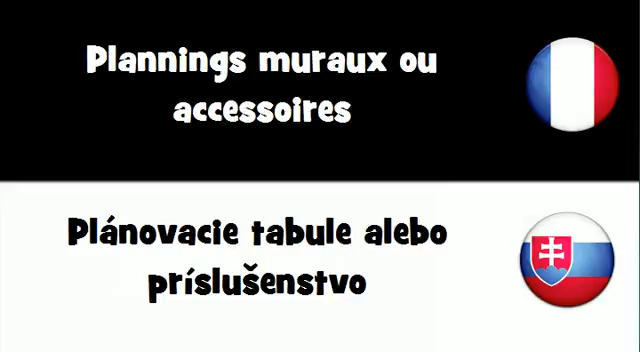 Plannings muraux ou
accessoires
Plánovacie tabule alebo
príslušenstvo